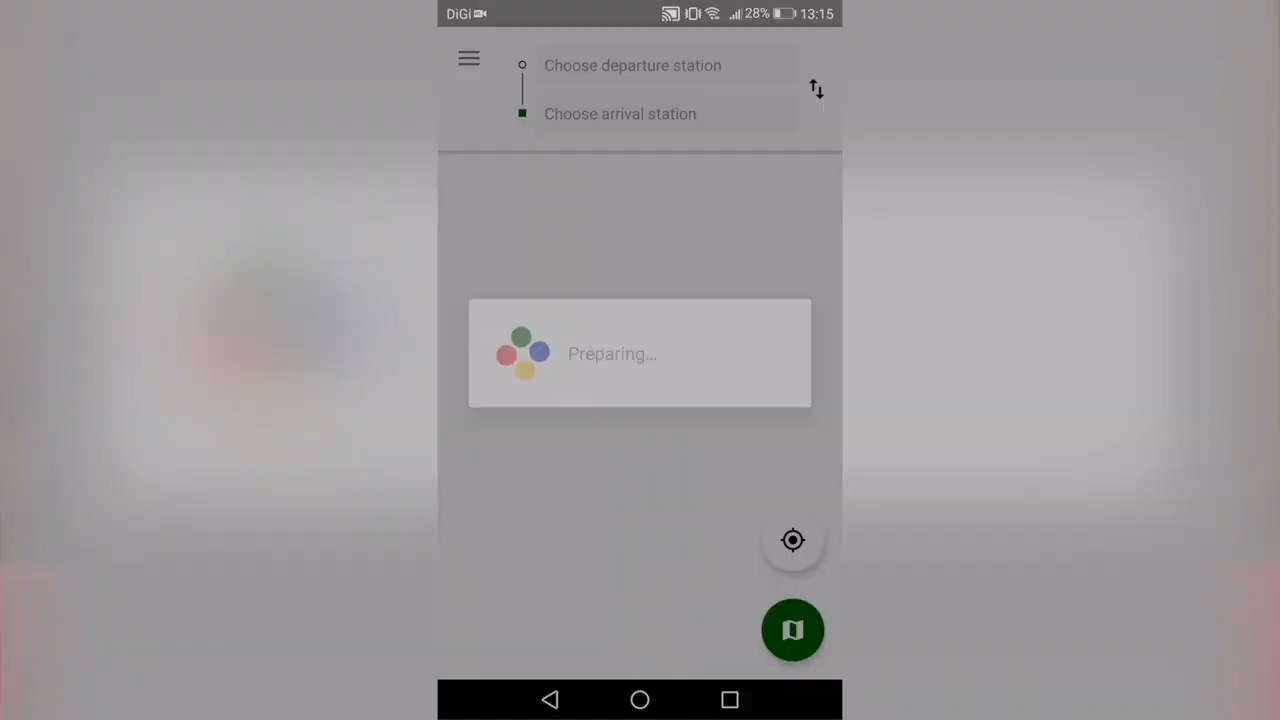 DiGi 28% 13:15
Choose departure station
Choose arrival station
Preparing...